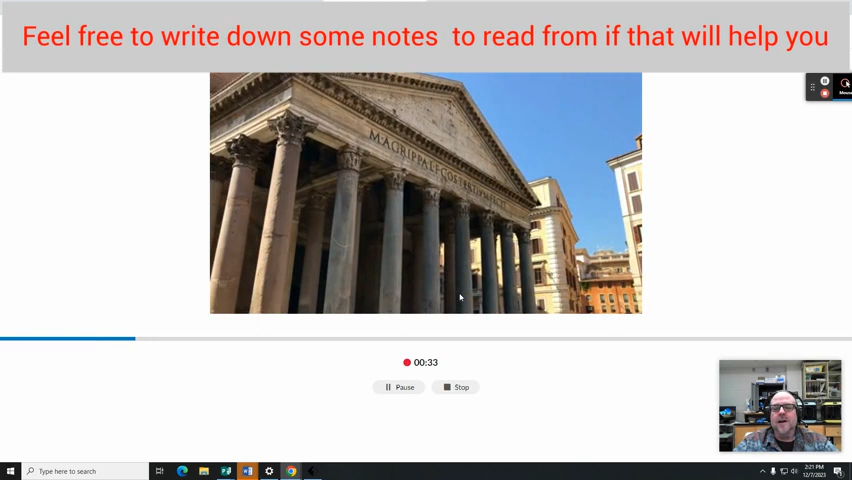 Feel free to write down some notes to read from if that will help you
M·AGRIPPA·L·F·COS·TERTIVM·FECIT
00:33
Pause
Stop
Type here to search
2:21 PM
12/7/2023